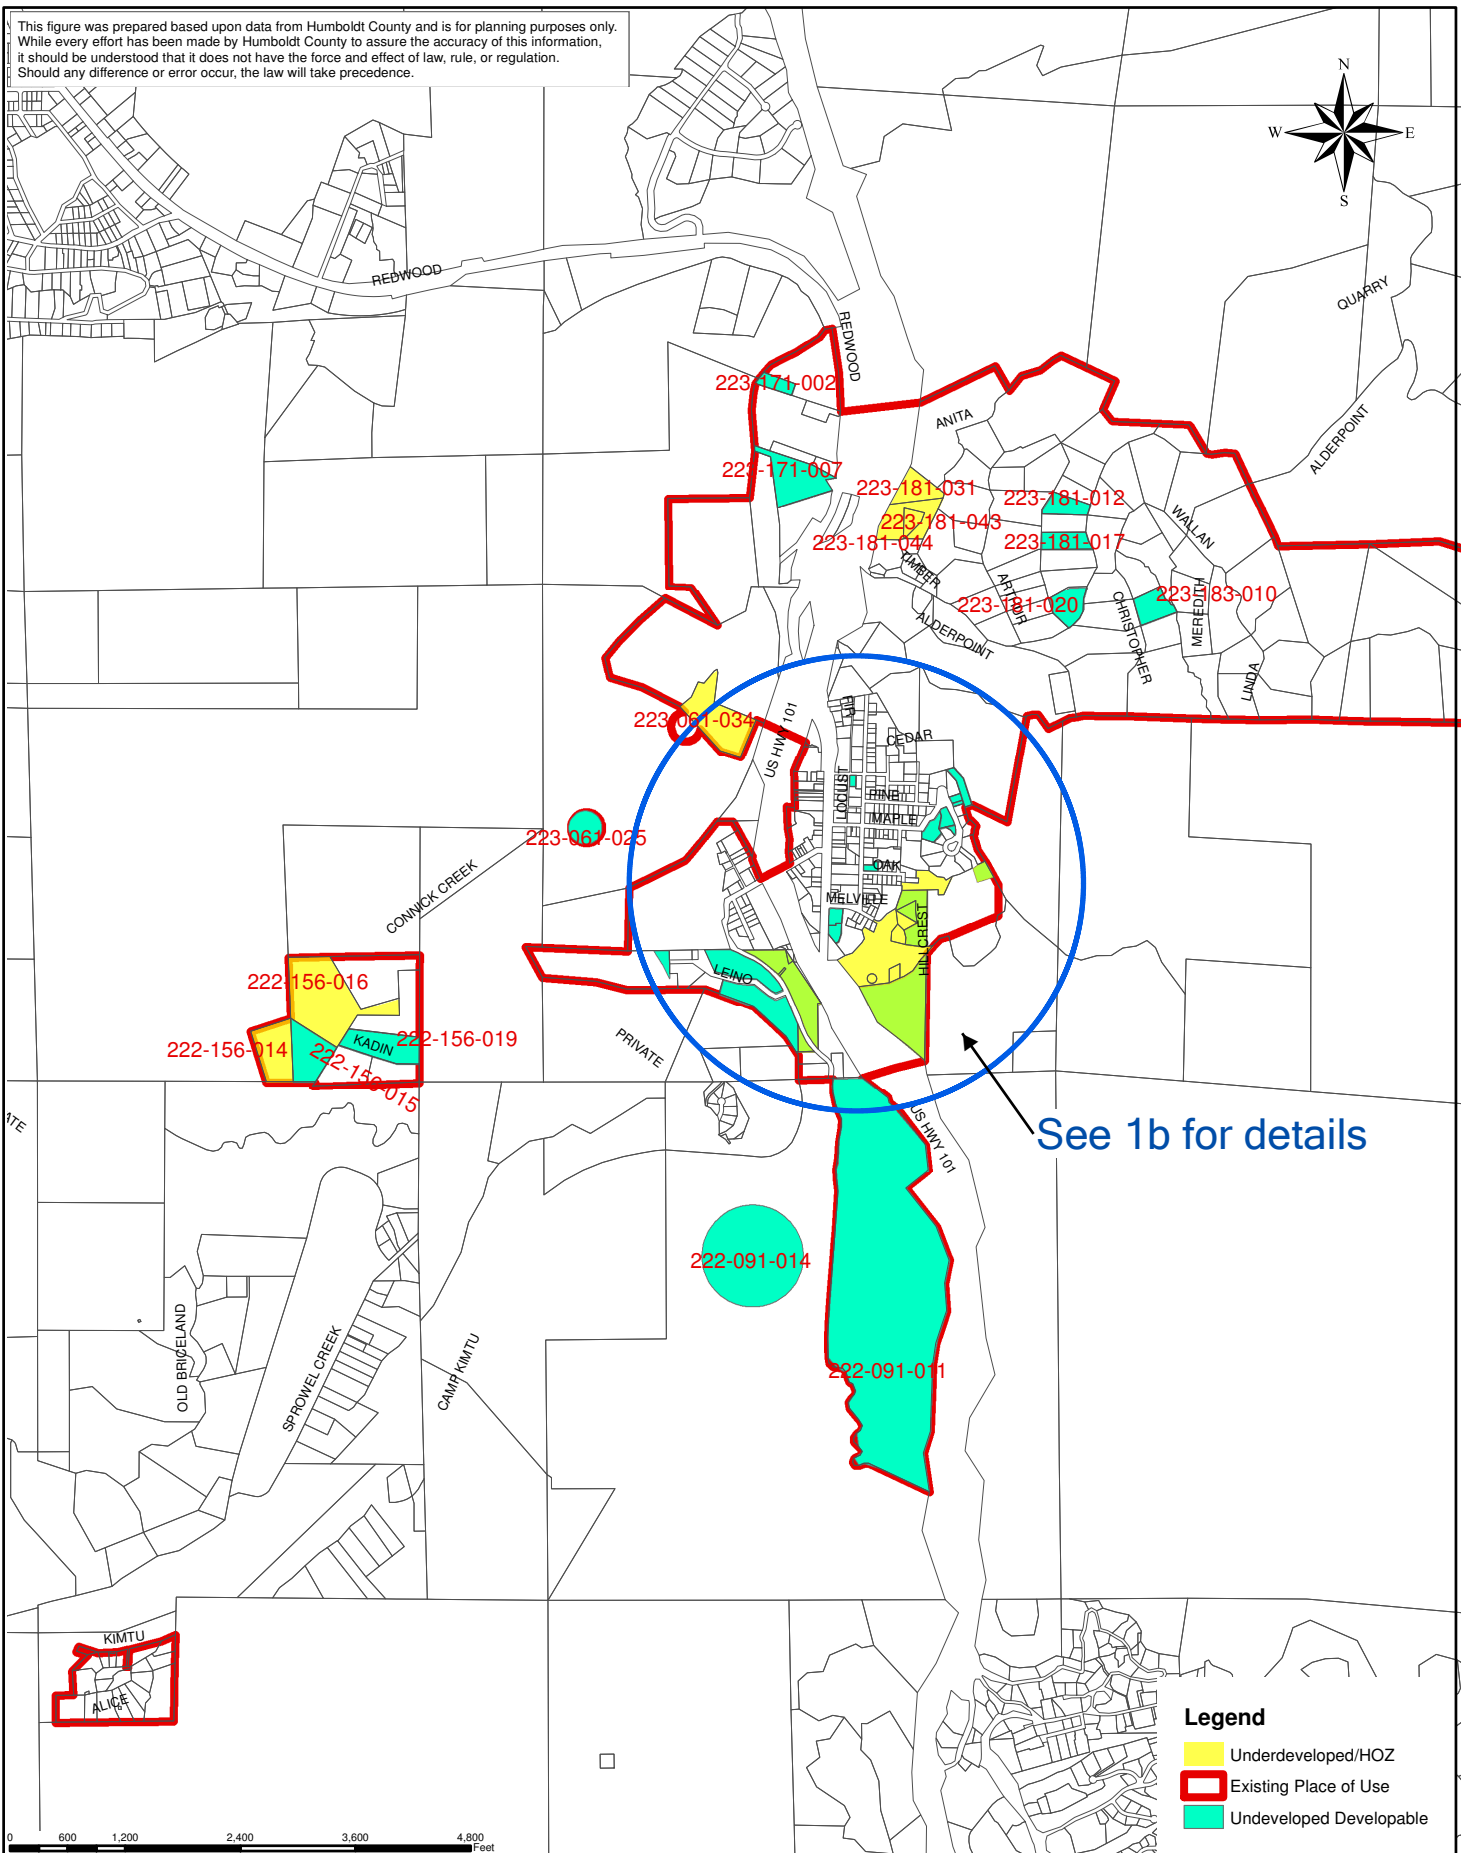 This figure was prepared based upon data from Humboldt County and is for planning purposes only.
While every effort has been made by Humboldt County to assure the accuracy of this information,
it should be understood that it does not have the force and effect of law, rule, or regulation.
Should any difference or error occur, the law will take precedence.
N
W
E
S
REDWOOD
QUARRY
REDWOOD
223-171-002
ANITA
ALDERPOINT
223-171-007
223-181-031
223-181-012
WALLAN
223-181-043
223-181-044
223-181-017
TIMBER
ARTHUR
223-181-020
CHRISTOPHER
223-183-010
MEREDITH
ALDERPOINT
LINDA
FIR
223-061-034
US HWY 101
CEDAR
LOCUST
PINE
MAPLE
223-061-025
OAK
CONNICK CREEK
MELVILLE
HILLCREST
LEINO
222-156-016
222-156-014
KADIN
222-156-019
222-156-015
PRIVATE
ATE
US HWY 101
See 1b for details
222-091-014
OLD BRICELAND
SPROWEL CREEK
CAMP KIMTU
222-091-011
KIMTU
ALICE
Legend
Underdeveloped/HOZ
Existing Place of Use
Undeveloped Developable
0 600 1,200 2,400 3,600 4,800
Feet